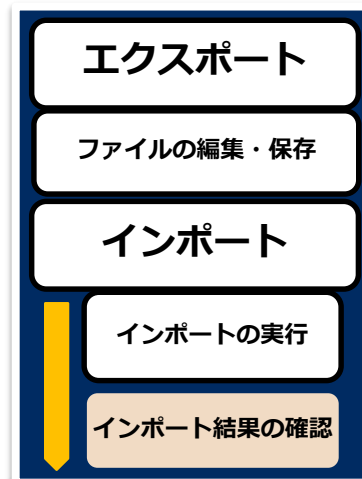 エクスポート
ファイルの編集・保存
インポート
インポートの実行
インポート結果の確認